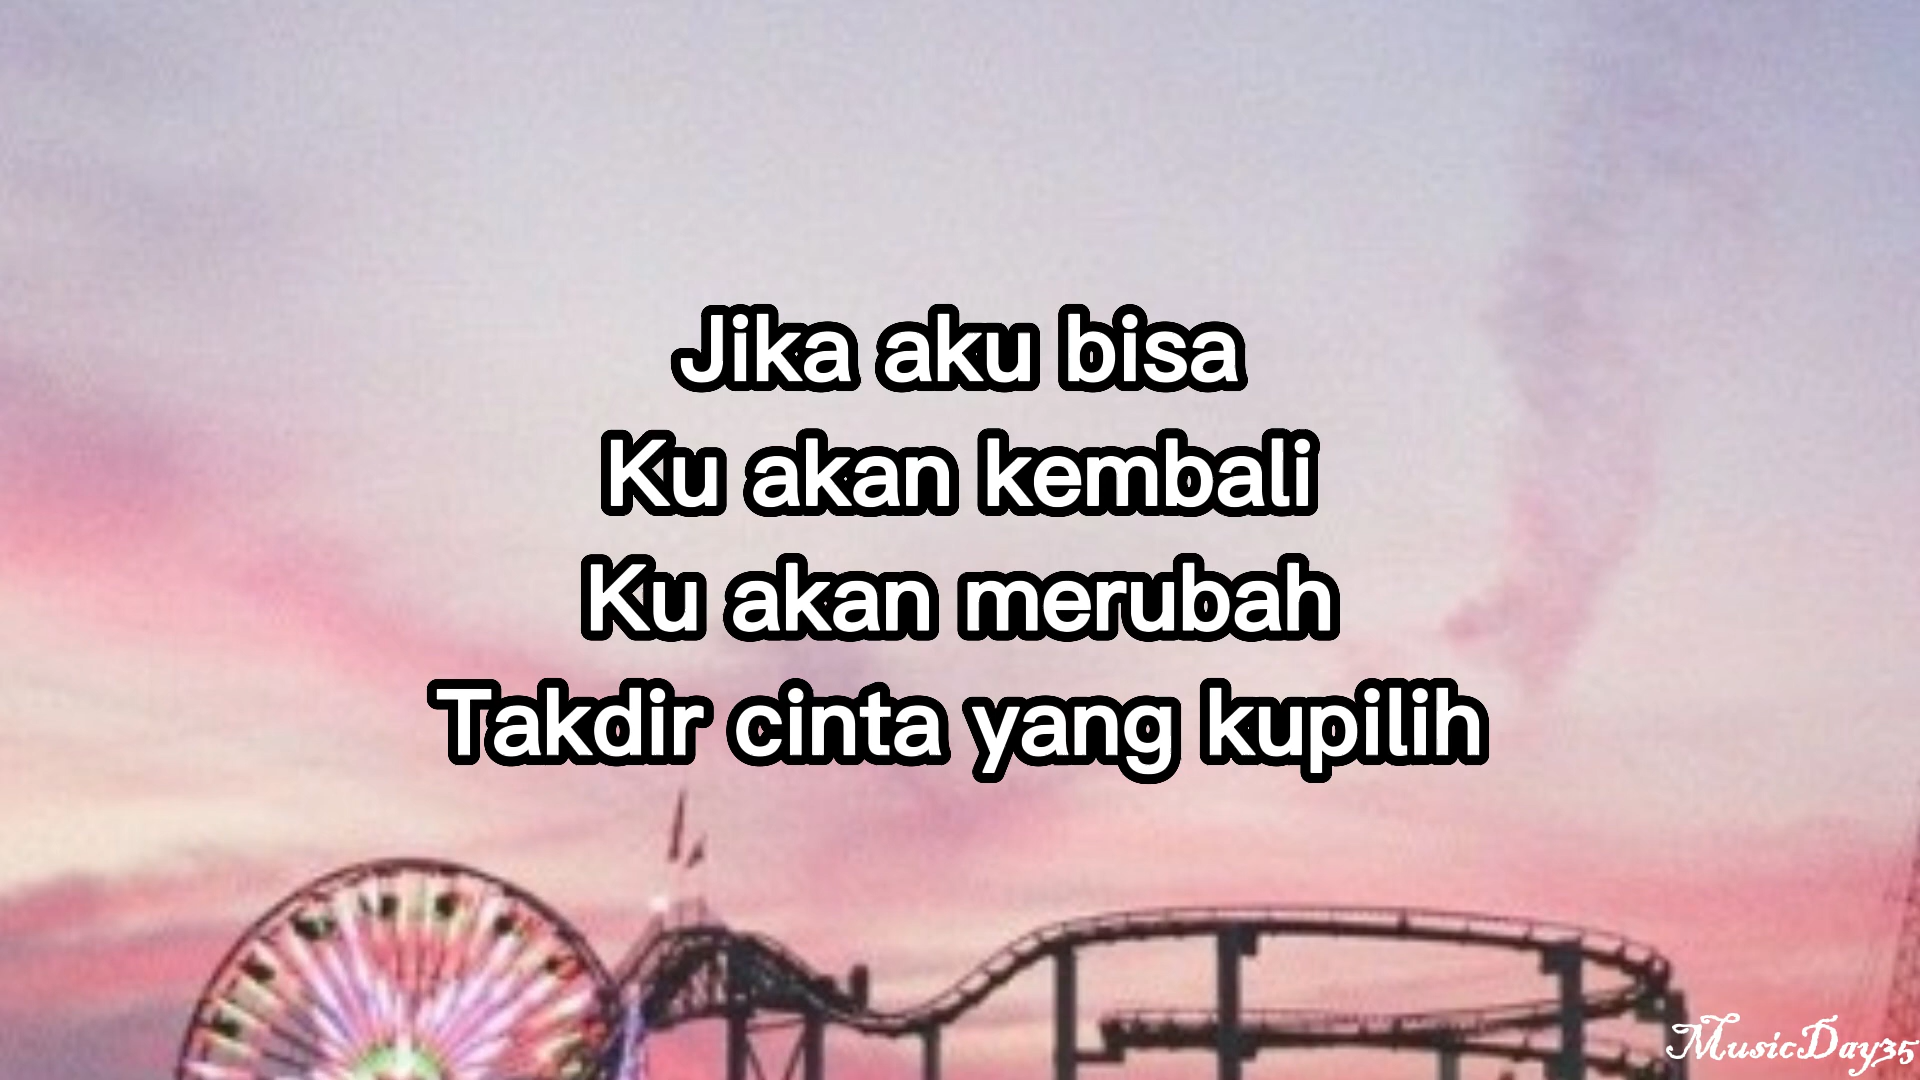 Jika aku bisa
Ku akan kembali
Ku akan merubah
Takdir cinta yang kupilih
MusicDay35